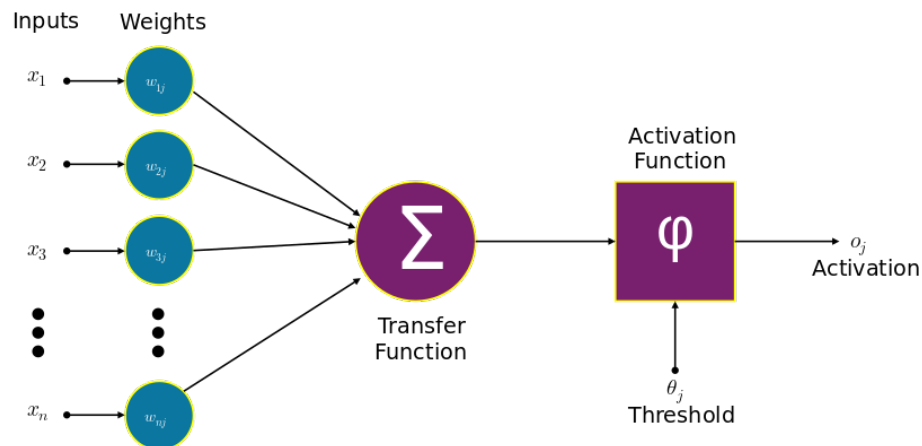 Inputs Weights
x₁ w₁ⱼ
x₂ w₂ⱼ
x₃ w₃ⱼ
xₙ wₙⱼ
Σ
Transfer
Function
Activation
Function
φ
oⱼ
Activation
θⱼ
Threshold